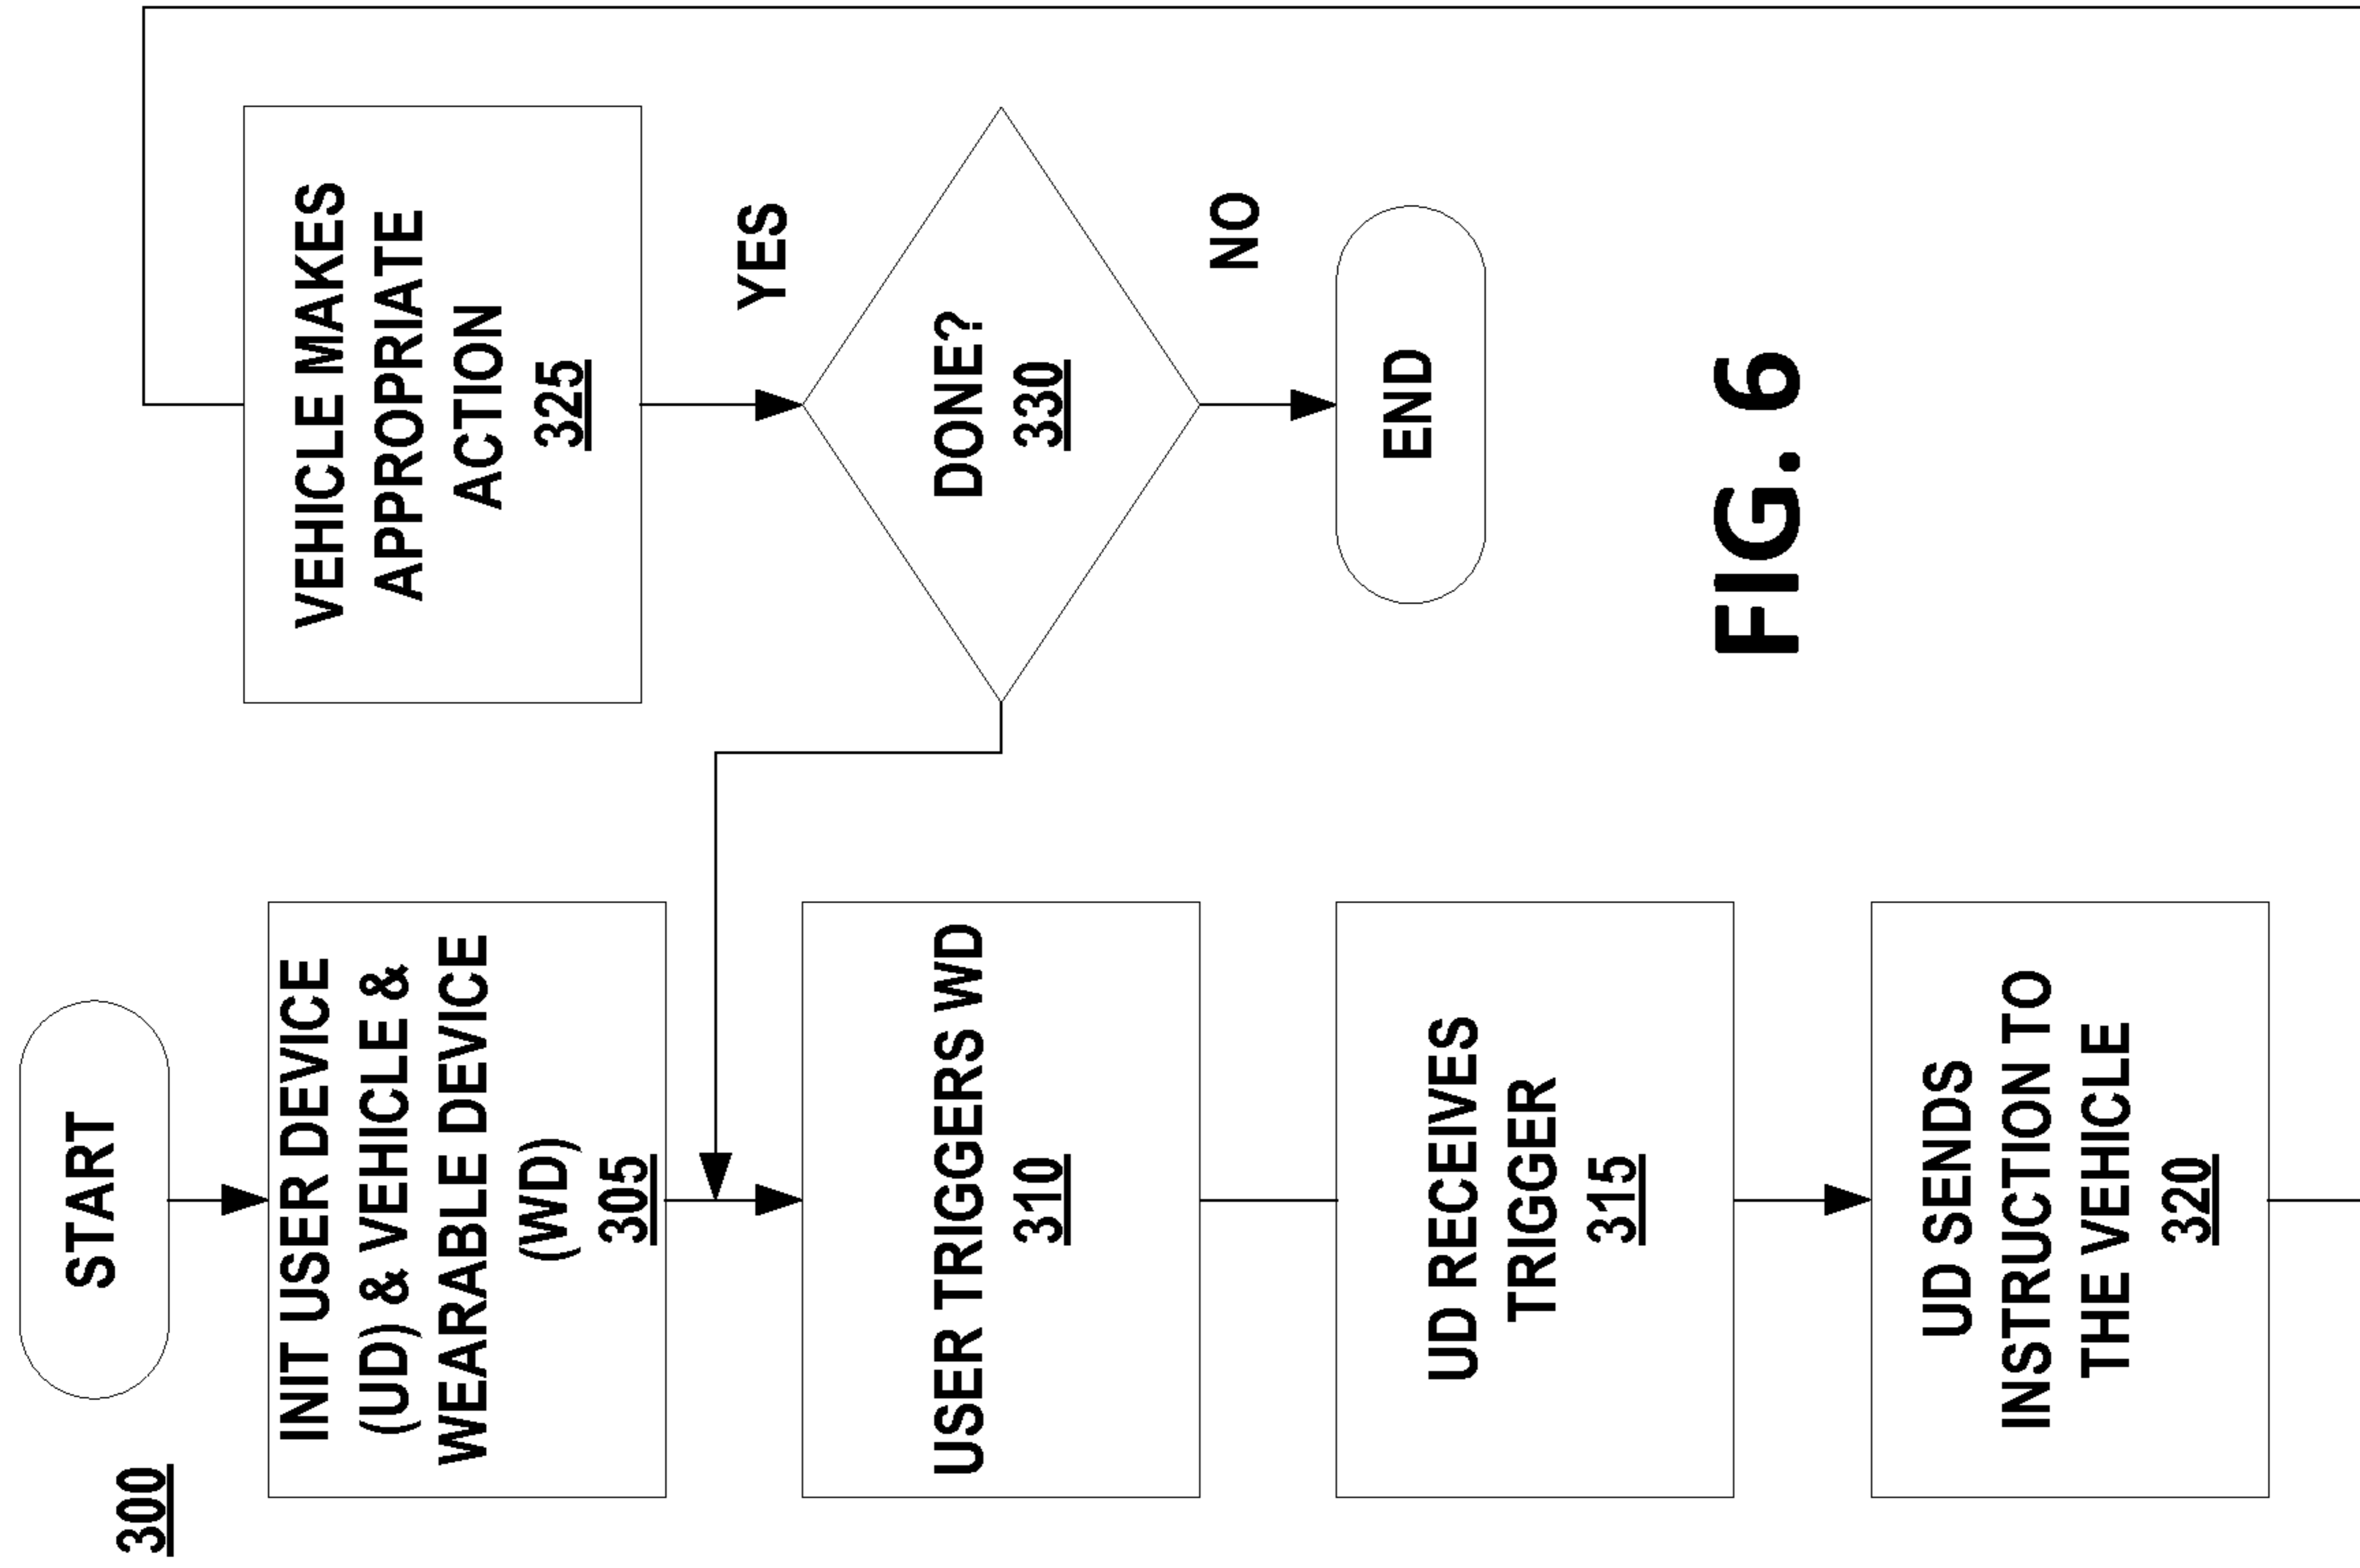 300
START
INIT USER DEVICE
(UD) & VEHICLE &
WEARABLE DEVICE
(WD)
305
USER TRIGGERS WD
310
UD RECEIVES
TRIGGER
315
UD SENDS
INSTRUCTION TO
THE VEHICLE
320
VEHICLE MAKES
APPROPRIATE
ACTION
325
YES
DONE?
330
NO
END
FIG. 6